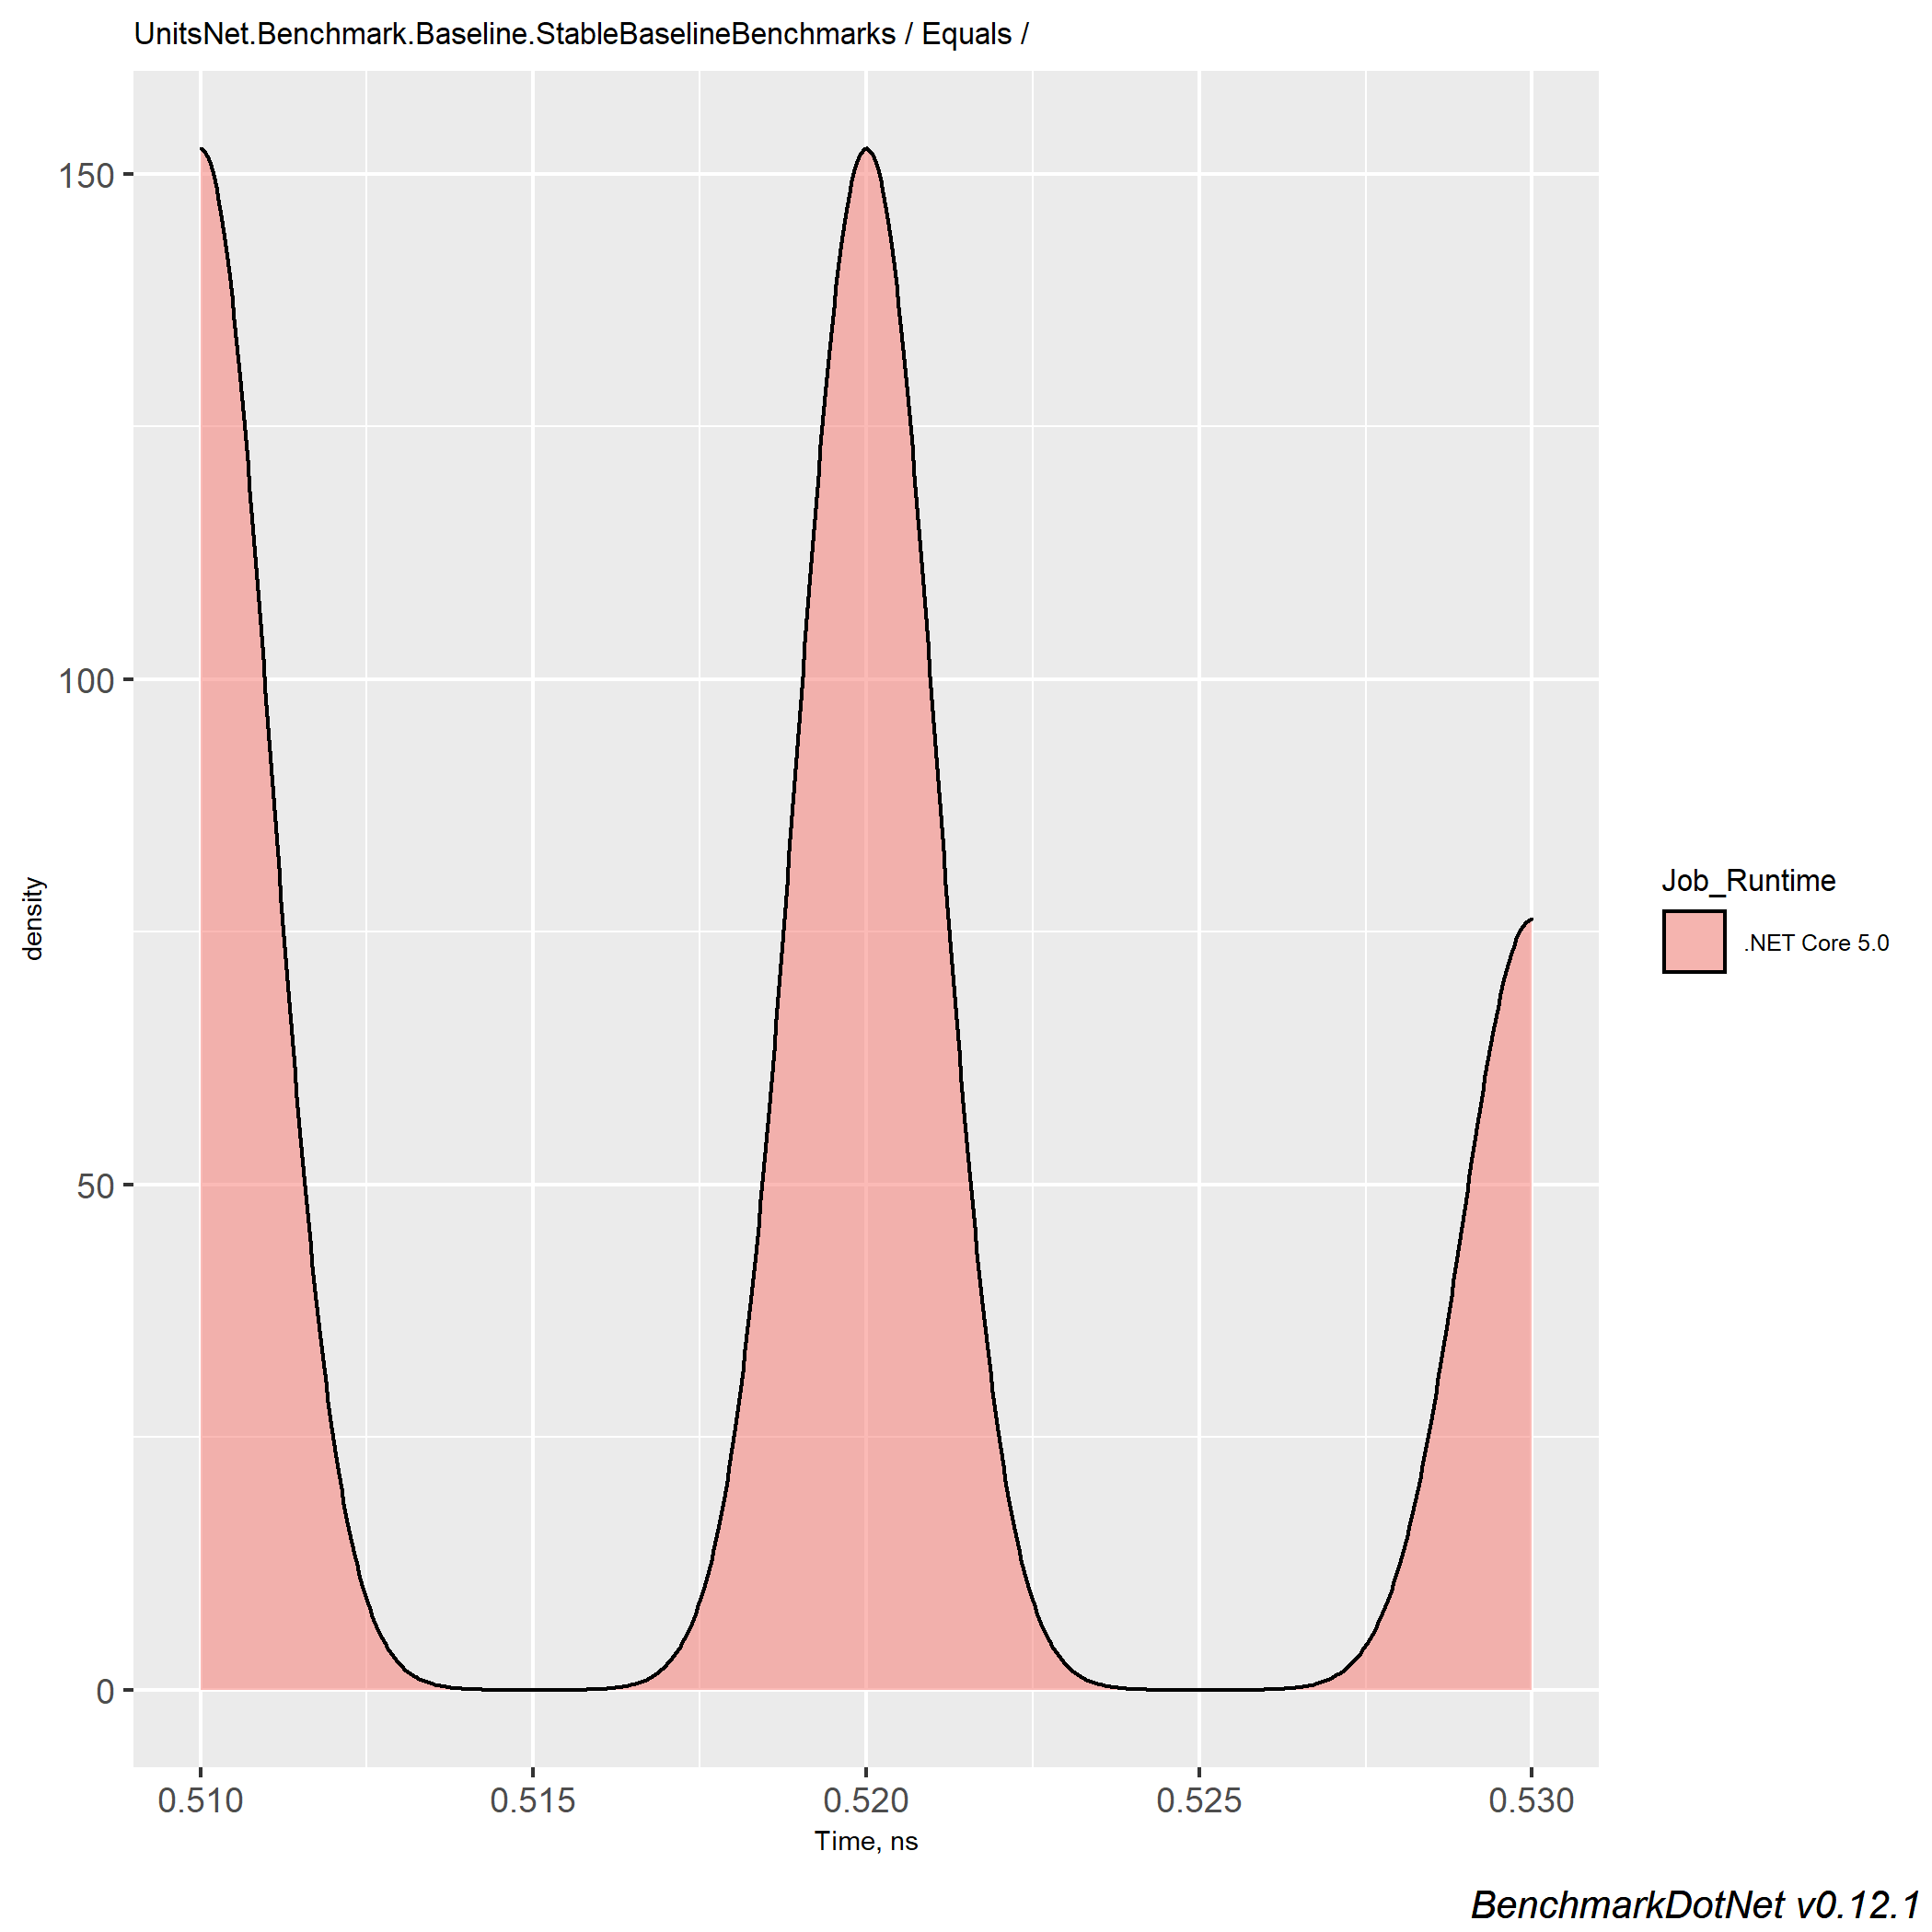 UnitsNet.Benchmark.Baseline.StableBaselineBenchmarks / Equals /
150
100
50
0
density
0.510 0.515 0.520 0.525 0.530
Time, ns
Job_Runtime
.NET Core 5.0
BenchmarkDotNet v0.12.1